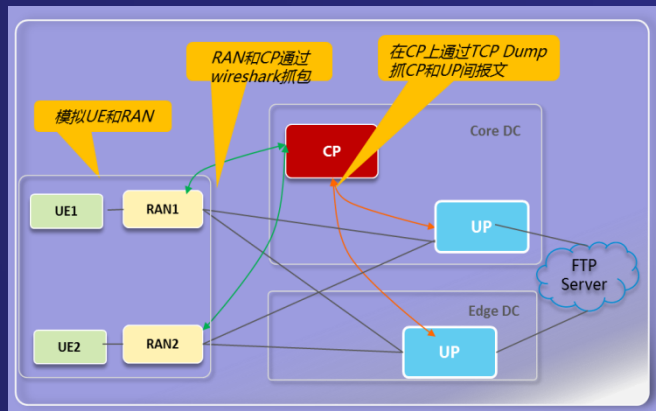 RAN和CP通过
wireshark抓包
在CP上通过TCP Dump
抓CP和UP间报文
模拟UE和RAN
Core DC
CP
UE1
RAN1
UP
FTP
Server
Edge DC
UE2
RAN2
UP